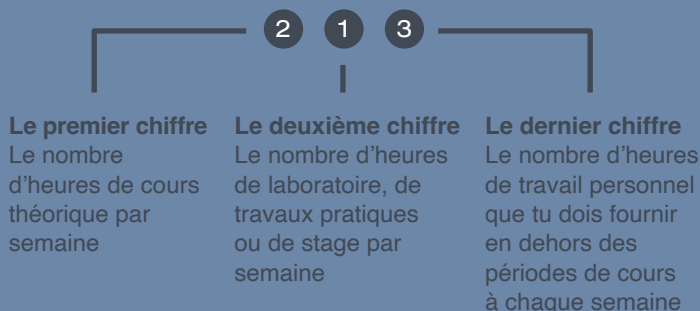 2 1 3
Le premier chiffre
Le nombre
d’heures de cours
théorique par
semaine
Le deuxième chiffre
Le nombre d’heures
de laboratoire, de
travaux pratiques
ou de stage par
semaine
Le dernier chiffre
Le nombre d’heures
de travail personnel
que tu dois fournir
en dehors des
périodes de cours
à chaque semaine